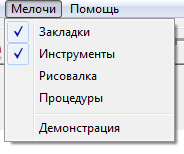 Мелочи Помощь
Закладки
Инструменты
Рисовалка
Процедуры
Демонстрация